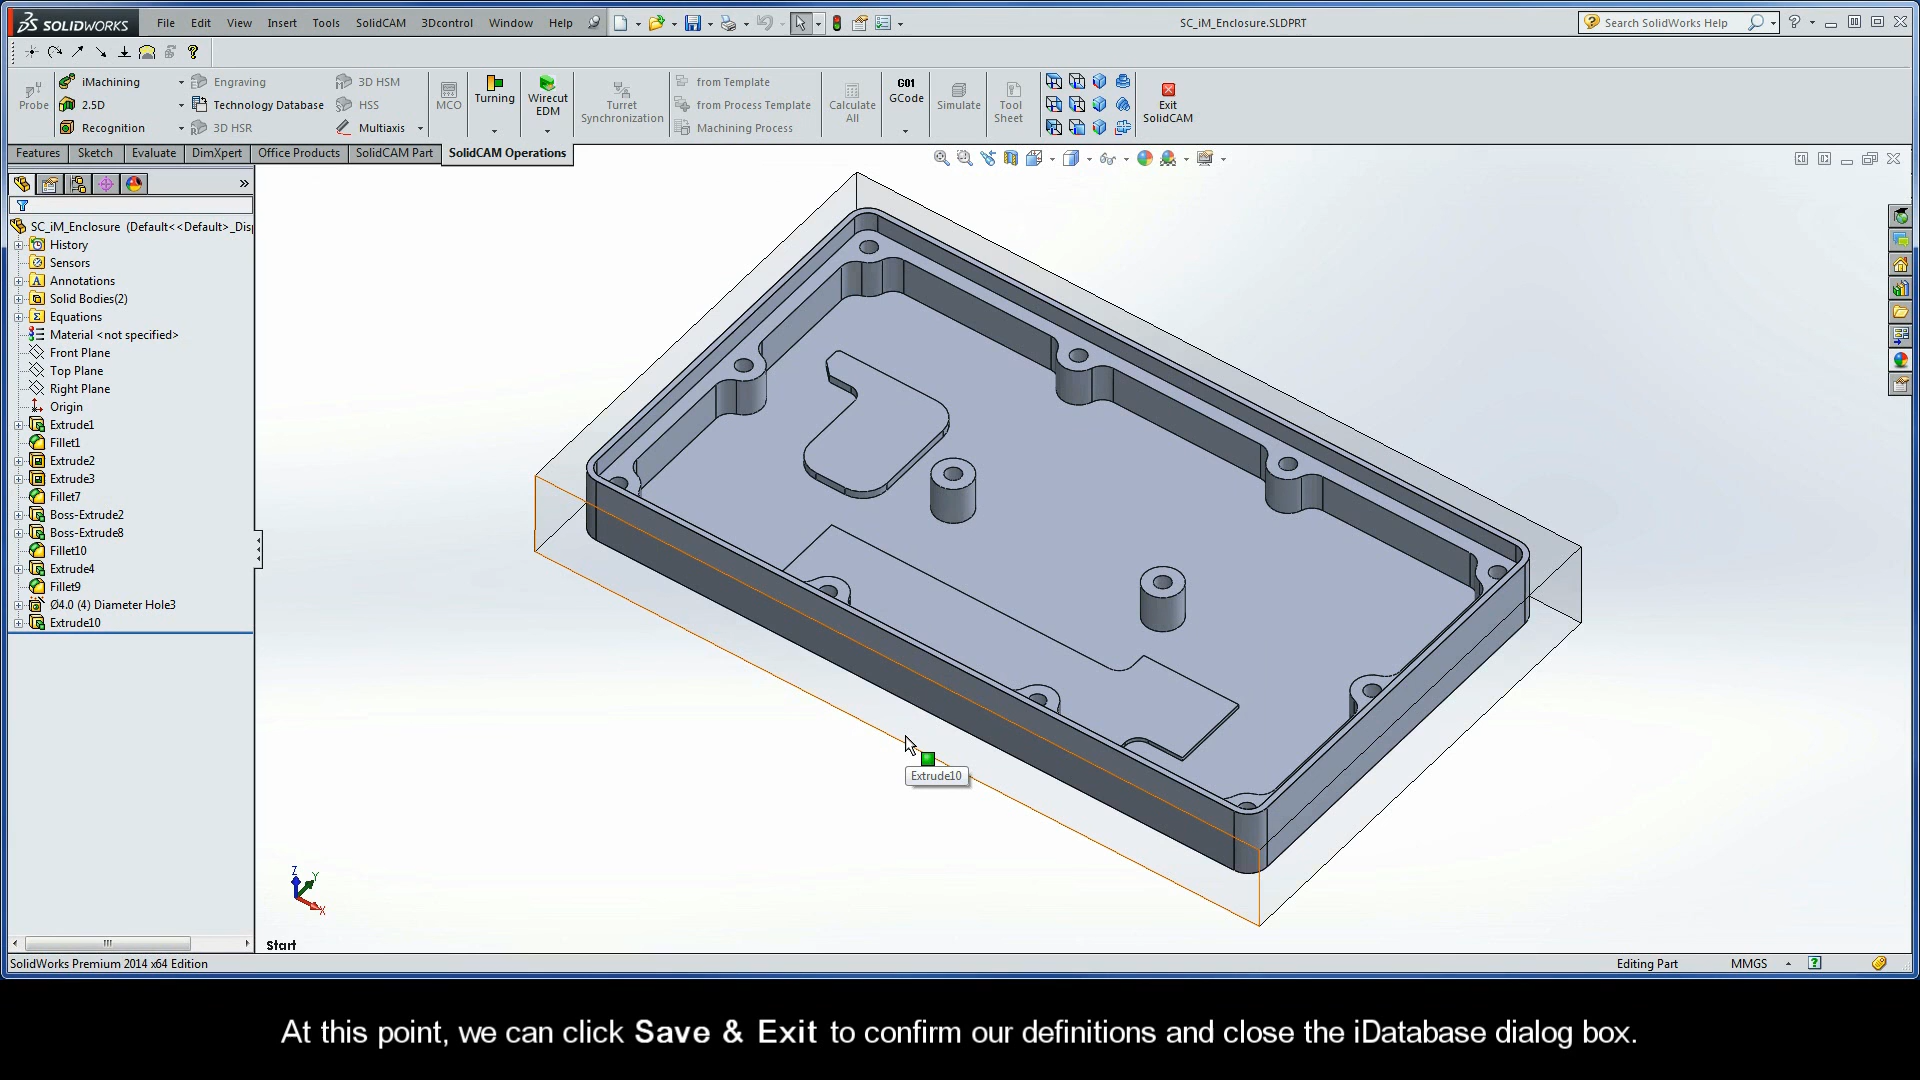 SOLIDWORKS
File Edit View Insert Tools SolidCAM 3Dcontrol Window Help
SC_iM_Enclosure.SLDPRT
Search SolidWorks Help
Probe
iMachining
2.5D
Recognition
Engraving
Technology Database
3D HSR
3D HSM
HSS
Multiaxis
MCO
Turning
Wirecut
EDM
Turret
Synchronization
from Template
from Process Template
Machining Process
Calculate
All
G01
GCode
Simulate
Tool
Sheet
Exit
SolidCAM
Features Sketch Evaluate DimXpert Office Products SolidCAM Part SolidCAM Operations
SC_iM_Enclosure (Default<<Default>_Disp
History
Sensors
Annotations
Solid Bodies(2)
Equations
Material <not specified>
Front Plane
Top Plane
Right Plane
Origin
Extrude1
Fillet1
Extrude2
Extrude3
Fillet7
Boss-Extrude2
Boss-Extrude8
Fillet10
Extrude4
Fillet9
Ø4.0 (4) Diameter Hole3
Extrude10
Extrude10
Z
Y
X
Start
SolidWorks Premium 2014 x64 Edition
Editing Part MMGS
At this point, we can click Save & Exit to confirm our definitions and close the iDatabase dialog box.